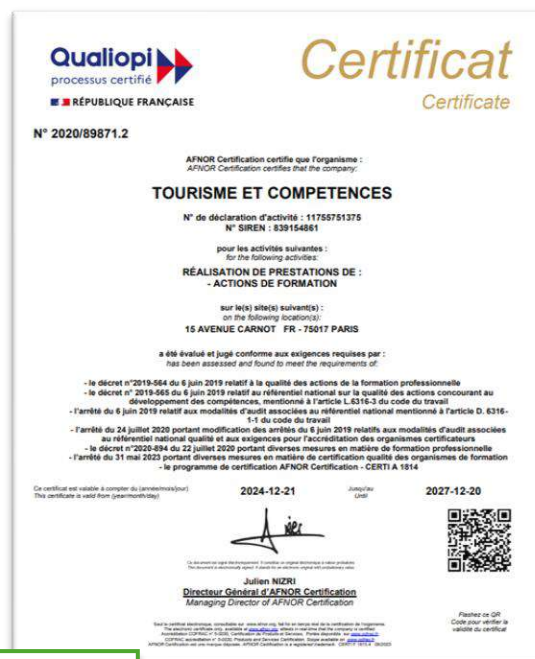 Qualiopi
processus certifié
RÉPUBLIQUE FRANÇAISE
Certificat
Certificate
N° 2020/89871.2
AFNOR Certification certifie que l'organisme :
AFNOR Certification certifies that the company:
TOURISME ET COMPETENCES
N° de déclaration d'activité : 11755751375
N° SIREN : 839154861
pour les activités suivantes :
for the following activities:
RÉALISATION DE PRESTATIONS DE :
- ACTIONS DE FORMATION
sur le(s) site(s) suivant(s) :
on the following location(s):
15 AVENUE CARNOT FR - 75017 PARIS
a été évalué et jugé conforme aux exigences requises par :
has been assessed and found to meet the requirements of:
- le décret n°2019-564 du 6 juin 2019 relatif à la qualité des actions de la formation professionnelle
- le décret n°2019-565 du 6 juin 2019 relatif au référentiel national sur la qualité des actions concourant au
développement des compétences, mentionné à l'article L.6316-3 du code du travail
- l'arrêté du 6 juin 2019 relatif aux modalités d'audit associées au référentiel national mentionné à l'article D. 6316-
1-1 du code du travail
- l'arrêté du 24 juillet 2020 portant modification des arrêtés du 6 juin 2019 relatifs aux modalités d'audit associées
au référentiel national qualité et aux exigences pour l'accréditation des organismes certificateurs
- le décret n°2020-894 du 22 juillet 2020 portant diverses mesures en matière de formation professionnelle
- l'arrêté du 31 mai 2023 portant diverses mesures en matière de certification qualité des organismes de formation
- le programme de certification AFNOR Certification - CERTI A 1814
Ce certificat est valable à compter du (année/mois/jour)
This certificate is valid from (year/month/day)
2024-12-21
Jusqu'au
Until
2027-12-20
Julien NIZRI
Directeur Général d'AFNOR Certification
Managing Director of AFNOR Certification
Flashez ce QR
Code pour vérifier la
validité du certificat